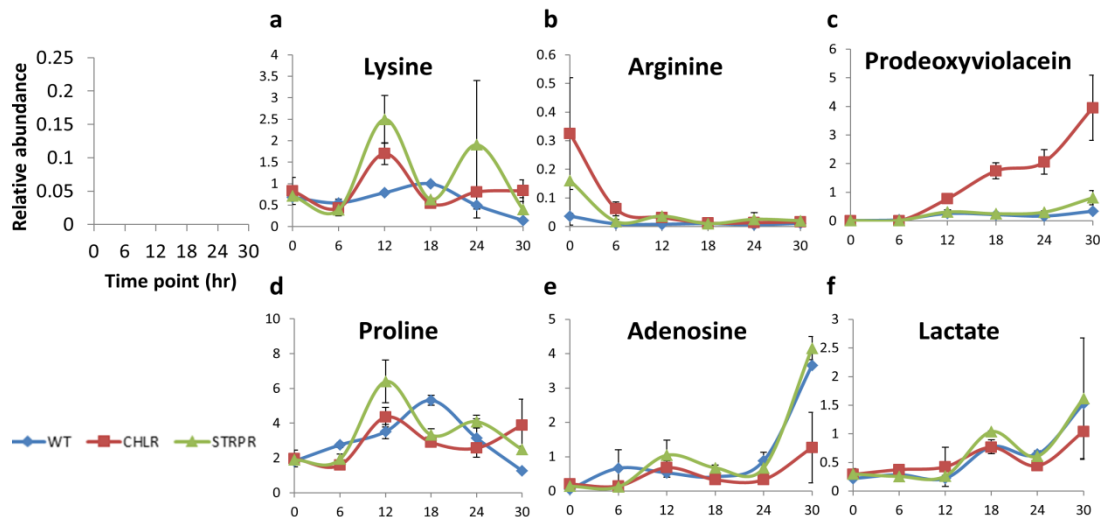 a
b
c
Relative abundance
0.25
0.2
0.15
0.1
0.05
0
0 6 12 18 24 30
Time point (hr)
Lysine
4
3.5
3
2.5
2
1.5
1
0.5
0
0 6 12 18 24 30
Arginine
0.6
0.5
0.4
0.3
0.2
0.1
0
0 6 12 18 24 30
Prodeoxyviolacein
6
5
4
3
2
1
0
0 6 12 18 24 30
d
e
f
WT CHLR STRPR
Proline
10
8
6
4
2
0
0 6 12 18 24 30
Adenosine
5
4
3
2
1
0
0 6 12 18 24 30
Lactate
3
2.5
2
1.5
1
0.5
0
0 6 12 18 24 30